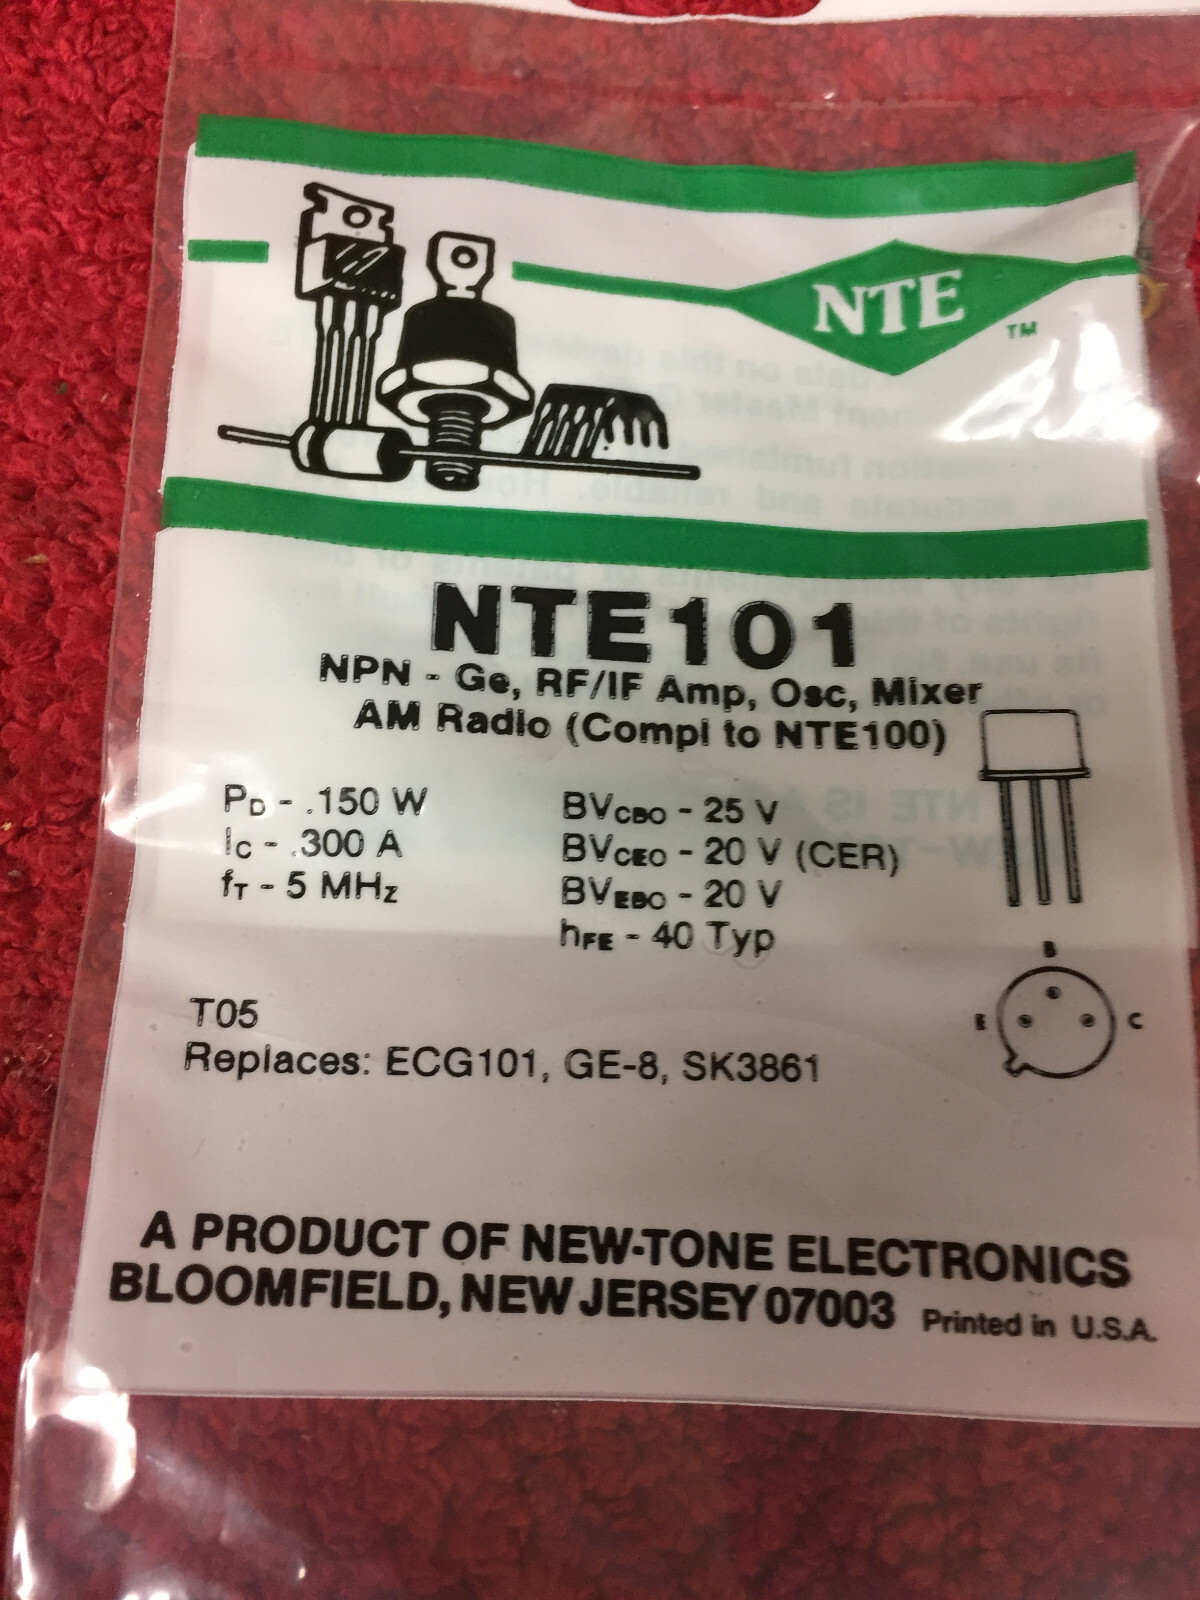 NTE
TM
NTE101
NPN - Ge, RF/IF Amp, Osc, Mixer
AM Radio (Compl to NTE100)
PD - .150 W
IC - .300 A
fT - 5 MHz
BVCBO - 25 V
BVCEO - 20 V (CER)
BVEBO - 20 V
hFE - 40 Typ
B
E
C
T05
Replaces: ECG101, GE-8, SK3861
A PRODUCT OF NEW-TONE ELECTRONICS
BLOOMFIELD, NEW JERSEY 07003 Printed in U.S.A.